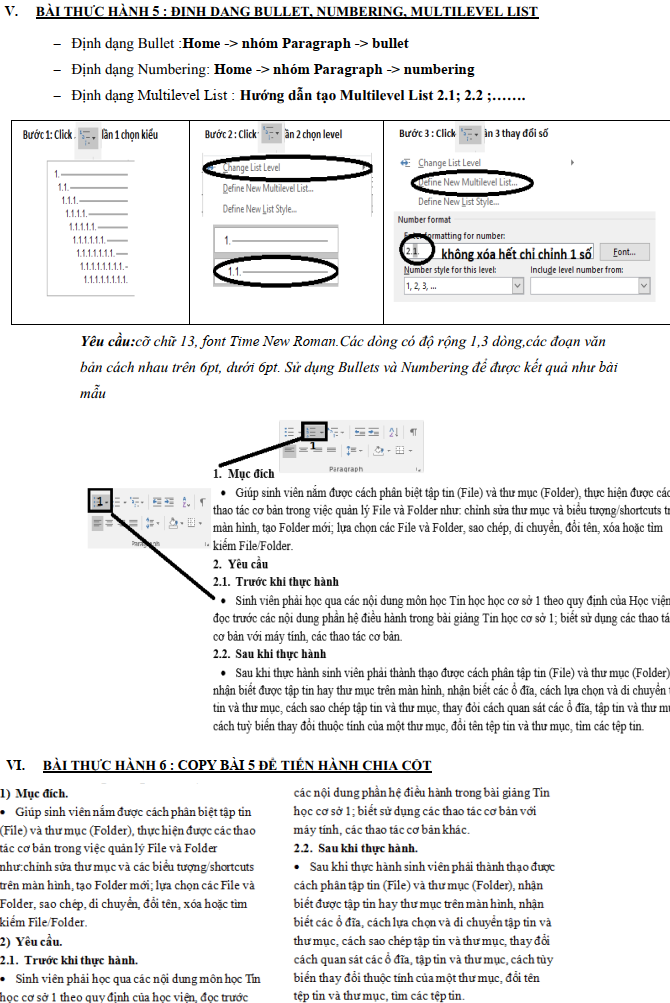 V. BÀI THỰC HÀNH 5 : ĐỊNH DẠNG BULLET, NUMBERING, MULTILEVEL LIST
– Định dạng Bullet :Home -> nhóm Paragraph -> bullet
– Định dạng Numbering: Home -> nhóm Paragraph -> numbering
– Định dạng Multilevel List : Hướng dẫn tạo Multilevel List 2.1; 2.2 ;…….
Bước 1: Click lần 1 chọn kiểu
1.
1.1.
1.1.1.
1.1.1.1.
1.1.1.1.1.
1.1.1.1.1.1.
1.1.1.1.1.1.1.
1.1.1.1.1.1.1.1.
1.1.1.1.1.1.1.1.1.
Bước 2 : Click ần 2 chọn level
Change List Level
Define New Multilevel List...
Define New List Style...
1.
1.1.
Bước 3 : Click ần 3 thay đổi số
Change List Level
Define New Multilevel List...
Define New List Style...
Number format
Enter formatting for number:
2.1. không xóa hết chỉ chỉnh 1 số Font...
Number style for this level: Include level number from:
1, 2, 3, ...
Yêu cầu:cỡ chữ 13, font Time New Roman.Các dòng có độ rộng 1,3 dòng,các đoạn văn
bản cách nhau trên 6pt, dưới 6pt. Sử dụng Bullets và Numbering để được kết quả như bài
mẫu
1
Paragraph
1
Paragraph
1. Mục đích
• Giúp sinh viên nắm được cách phân biệt tập tin (File) và thư mục (Folder), thực hiện được các
thao tác cơ bản trong việc quản lý File và Folder như: chỉnh sửa thư mục và biểu tượng/shortcuts tr
màn hình, tạo Folder mới; lựa chọn các File và Folder, sao chép, di chuyển, đổi tên, xóa hoặc tìm
kiếm File/Folder.
2. Yêu cầu
2.1. Trước khi thực hành
• Sinh viên phải học qua các nội dung môn học Tin học học cơ sở 1 theo quy định của Học viện
đọc trước các nội dung phần hệ điều hành trong bài giảng Tin học cơ sở 1; biết sử dụng các thao tá
cơ bản với máy tính, các thao tác cơ bản.
2.2. Sau khi thực hành
• Sau khi thực hành sinh viên phải thành thạo được cách phân tập tin (File) và thư mục (Folder)
nhận biết được tập tin hay thư mục trên màn hình, nhận biết các ổ đĩa, cách lựa chọn và di chuyển t
tin và thư mục, cách sao chép tập tin và thư mục, thay đổi cách quan sát các ổ đĩa, tập tin và thư mu
cách tuỳ biến thay đổi thuộc tính của một thư mục, đổi tên tệp tin và thư mục, tìm các tệp tin.
VI. BÀI THỰC HÀNH 6 : COPY BÀI 5 ĐỂ TIẾN HÀNH CHIA CỘT
1) Mục đích.
• Giúp sinh viên nắm được cách phân biệt tập tin
(File) và thư mục (Folder), thực hiện được các thao
tác cơ bản trong việc quản lý File và Folder
như:chỉnh sửa thư mục và các biểu tượng/shortcuts
trên màn hình, tạo Folder mới; lựa chọn các File và
Folder, sao chép, di chuyển, đổi tên, xóa hoặc tìm
kiếm File/Folder.
2) Yêu cầu.
2.1. Trước khi thực hành.
• Sinh viên phải học qua các nội dung môn học Tin
học cơ sở 1 theo quy định của học viện, đọc trước
các nội dung phần hệ điều hành trong bài giảng Tin
học cơ sở 1; biết sử dụng các thao tác cơ bản với
máy tính, các thao tác cơ bản khác.
2.2. Sau khi thực hành.
• Sau khi thực hành sinh viên phải thành thạo được
cách phân tập tin (File) và thư mục (Folder), nhận
biết được tập tin hay thư mục trên màn hình, nhận
biết các ổ đĩa, cách lựa chọn và di chuyển tập tin và
thư mục, cách sao chép tập tin và thư mục, thay đổi
cách quan sát các ổ đĩa, tập tin và thư mục, cách tùy
biến thay đổi thuộc tính của một thư mục, đổi tên
tệp tin và thư mục, tìm các tệp tin.